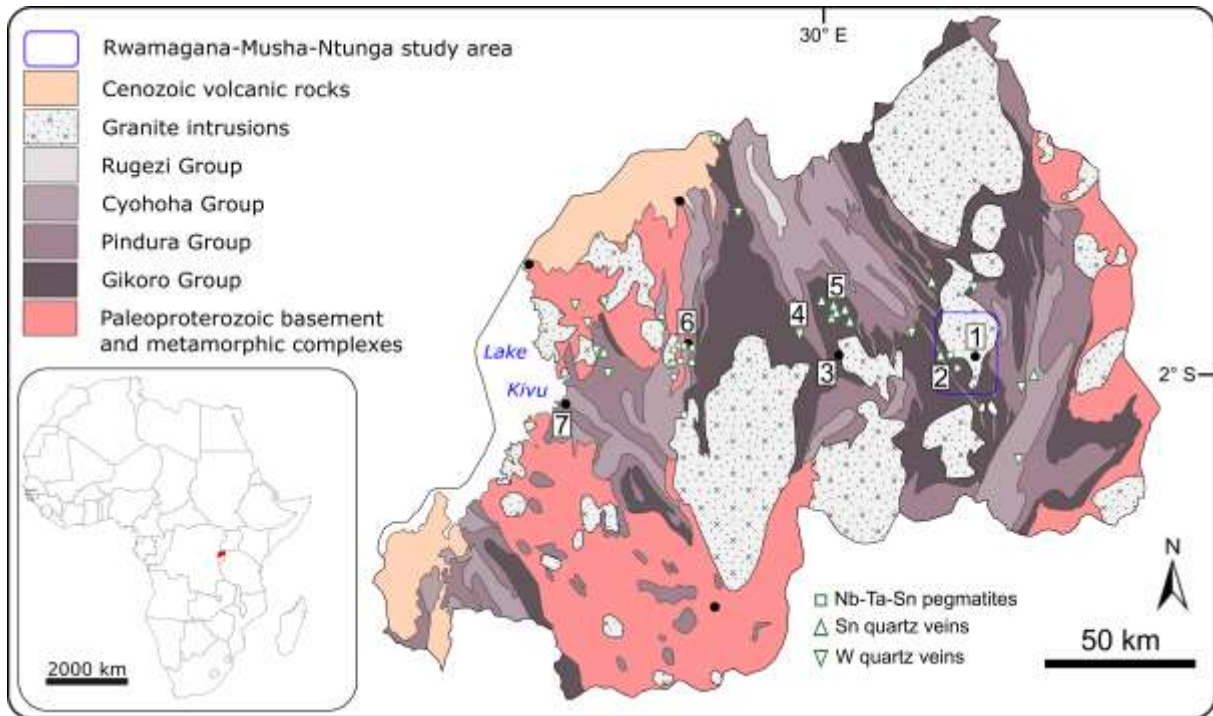 30° E
Rwamagana-Musha-Ntunga study area
Cenozoic volcanic rocks
Granite intrusions
Rugezi Group
Cyohoha Group
Pindura Group
Gikoro Group
Paleoproterozoic basement
and metamorphic complexes
Lake
Kivu
1
2
3
4
5
6
7
2° S
N
50 km
Nb-Ta-Sn pegmatites
Sn quartz veins
W quartz veins
2000 km